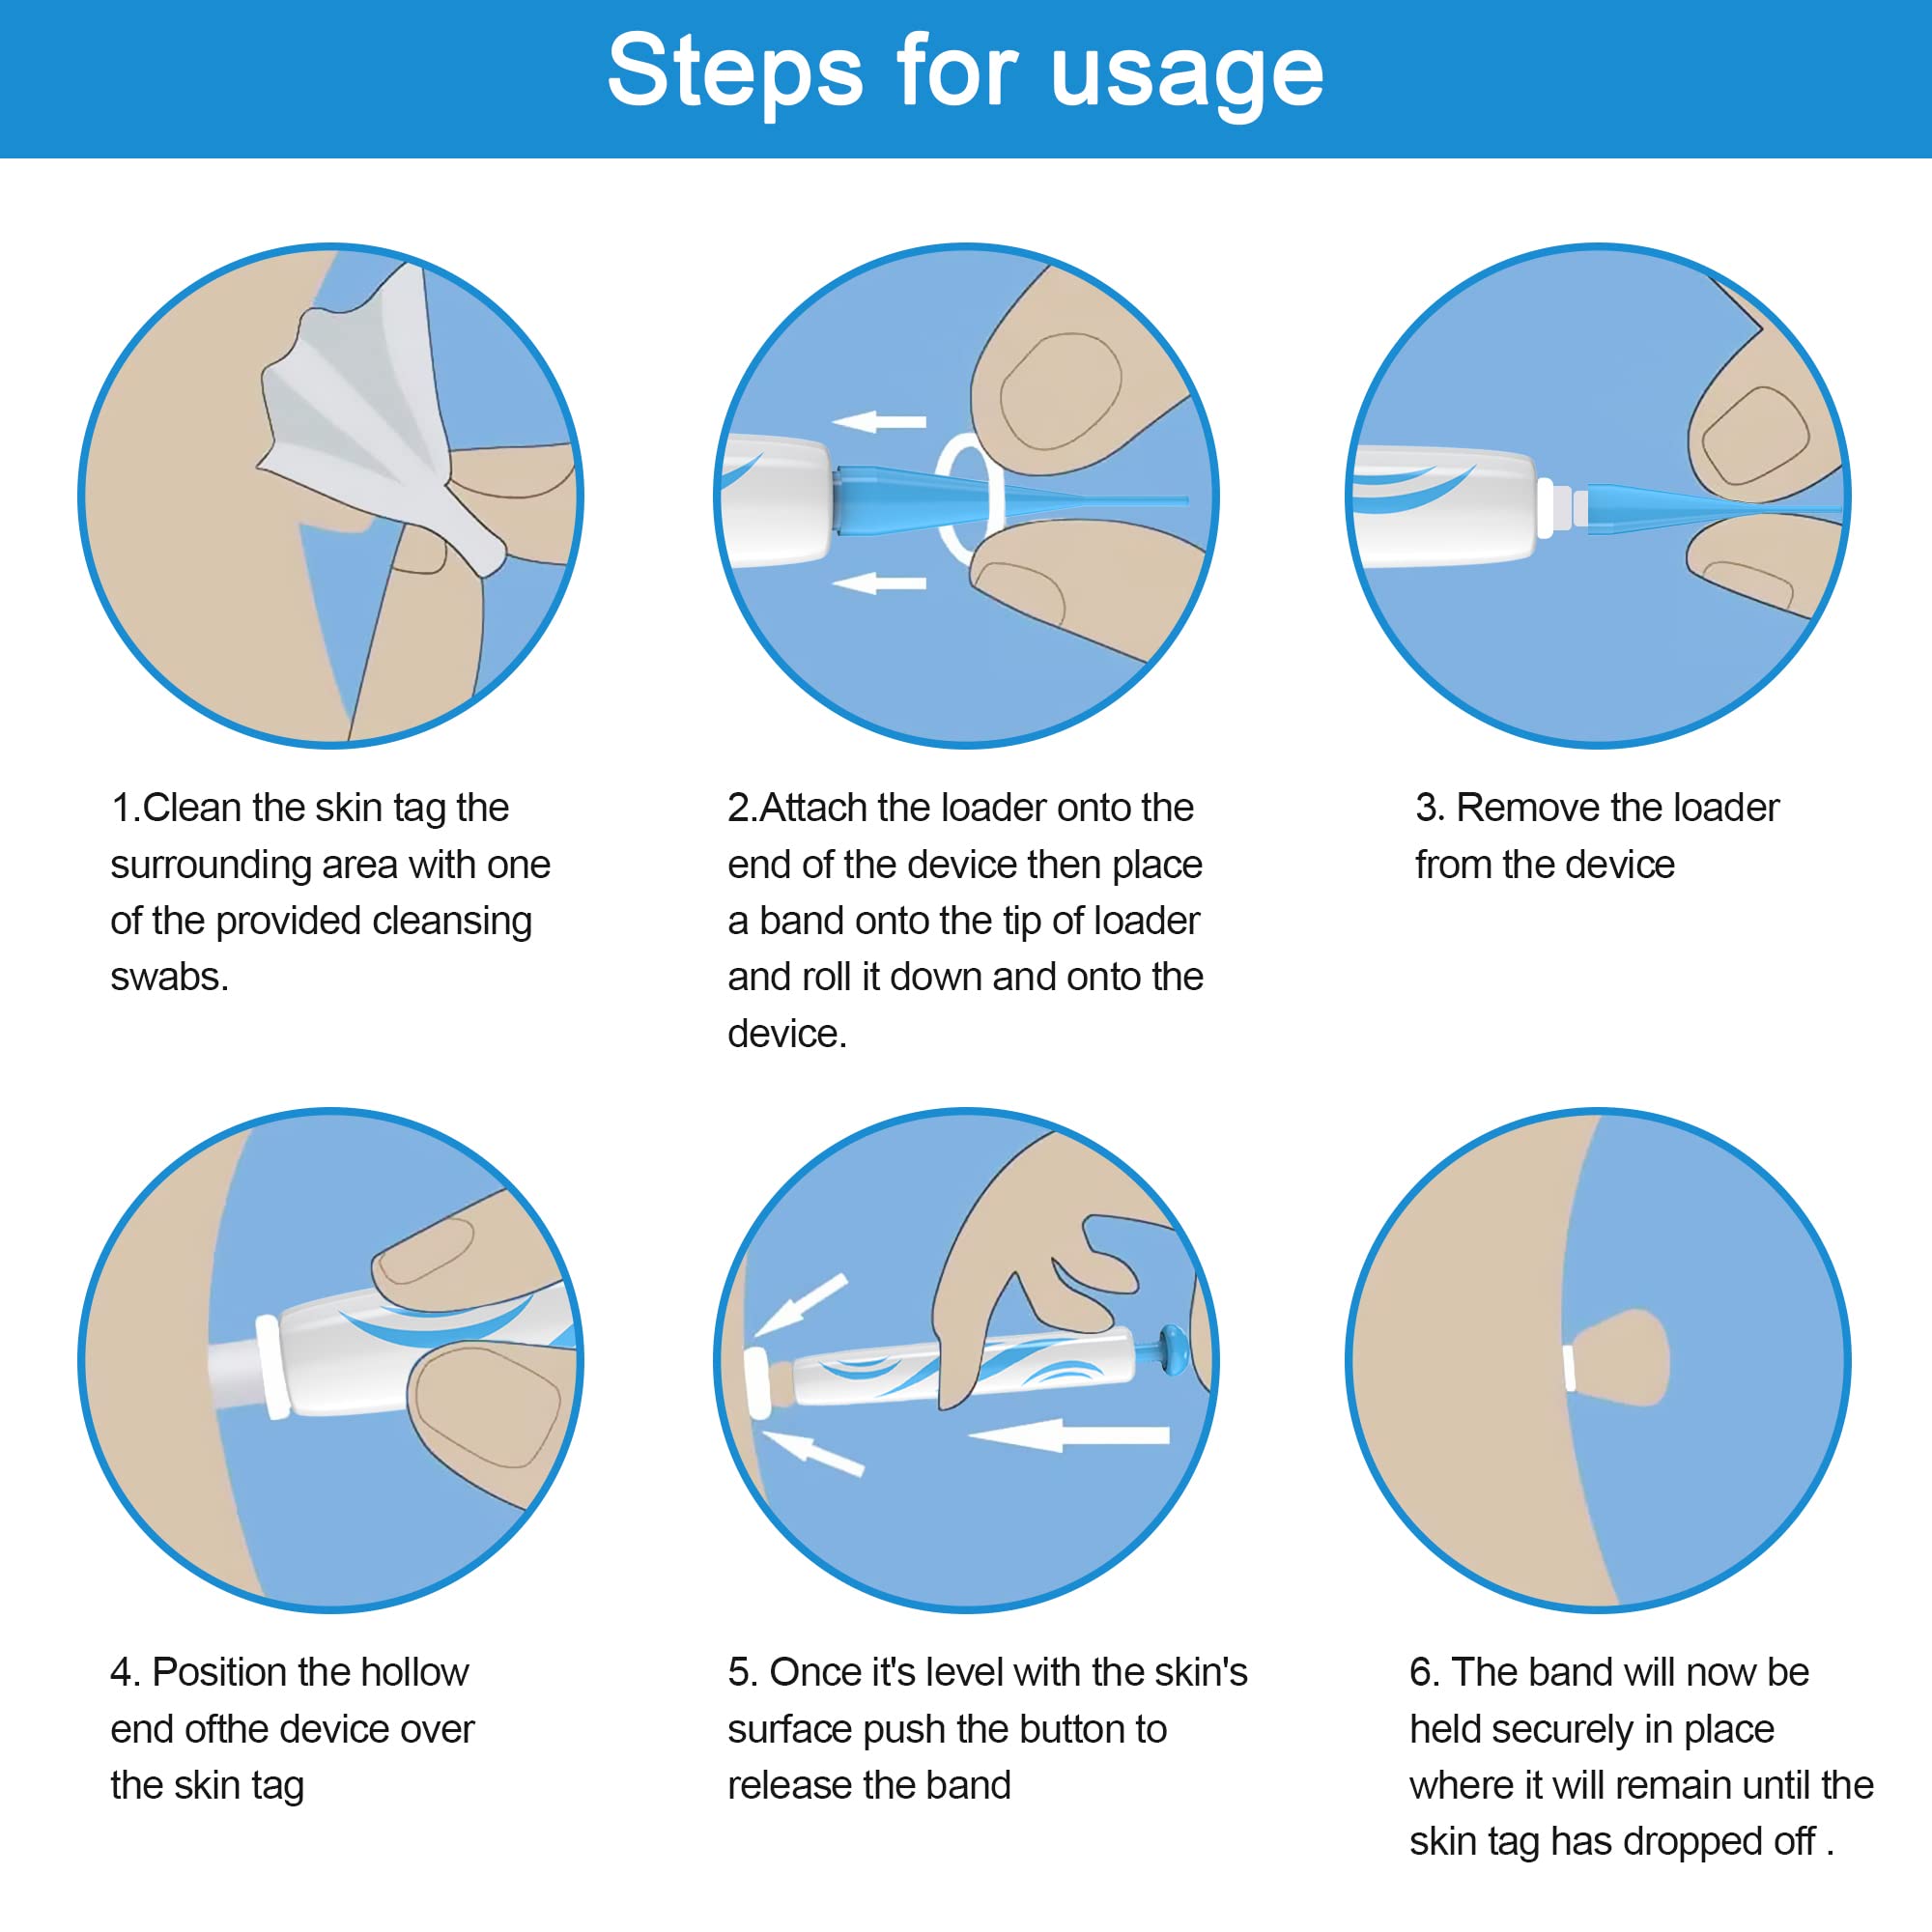 Steps for usage
1.Clean the skin tag the
surrounding area with one
of the provided cleansing
swabs.
2.Attach the loader onto the
end of the device then place
a band onto the tip of loader
and roll it down and onto the
device.
3. Remove the loader
from the device
4. Position the hollow
end ofthe device over
the skin tag
5. Once it's level with the skin's
surface push the button to
release the band
6. The band will now be
held securely in place
where it will remain until the
skin tag has dropped off .